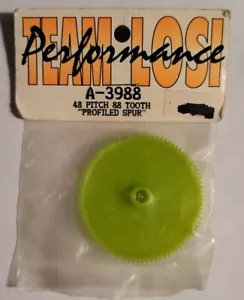 TEAM LOSI
Performance
A-3988
48 PITCH 88 TOOTH
"PROFILED SPUR"